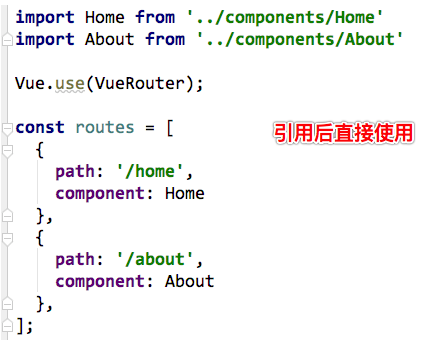 import Home from '../components/Home'
import About from '../components/About'
Vue.use(VueRouter);
const routes = [
引用后直接使用
{
path: '/home',
component: Home
},
{
path: '/about',
component: About
},
];